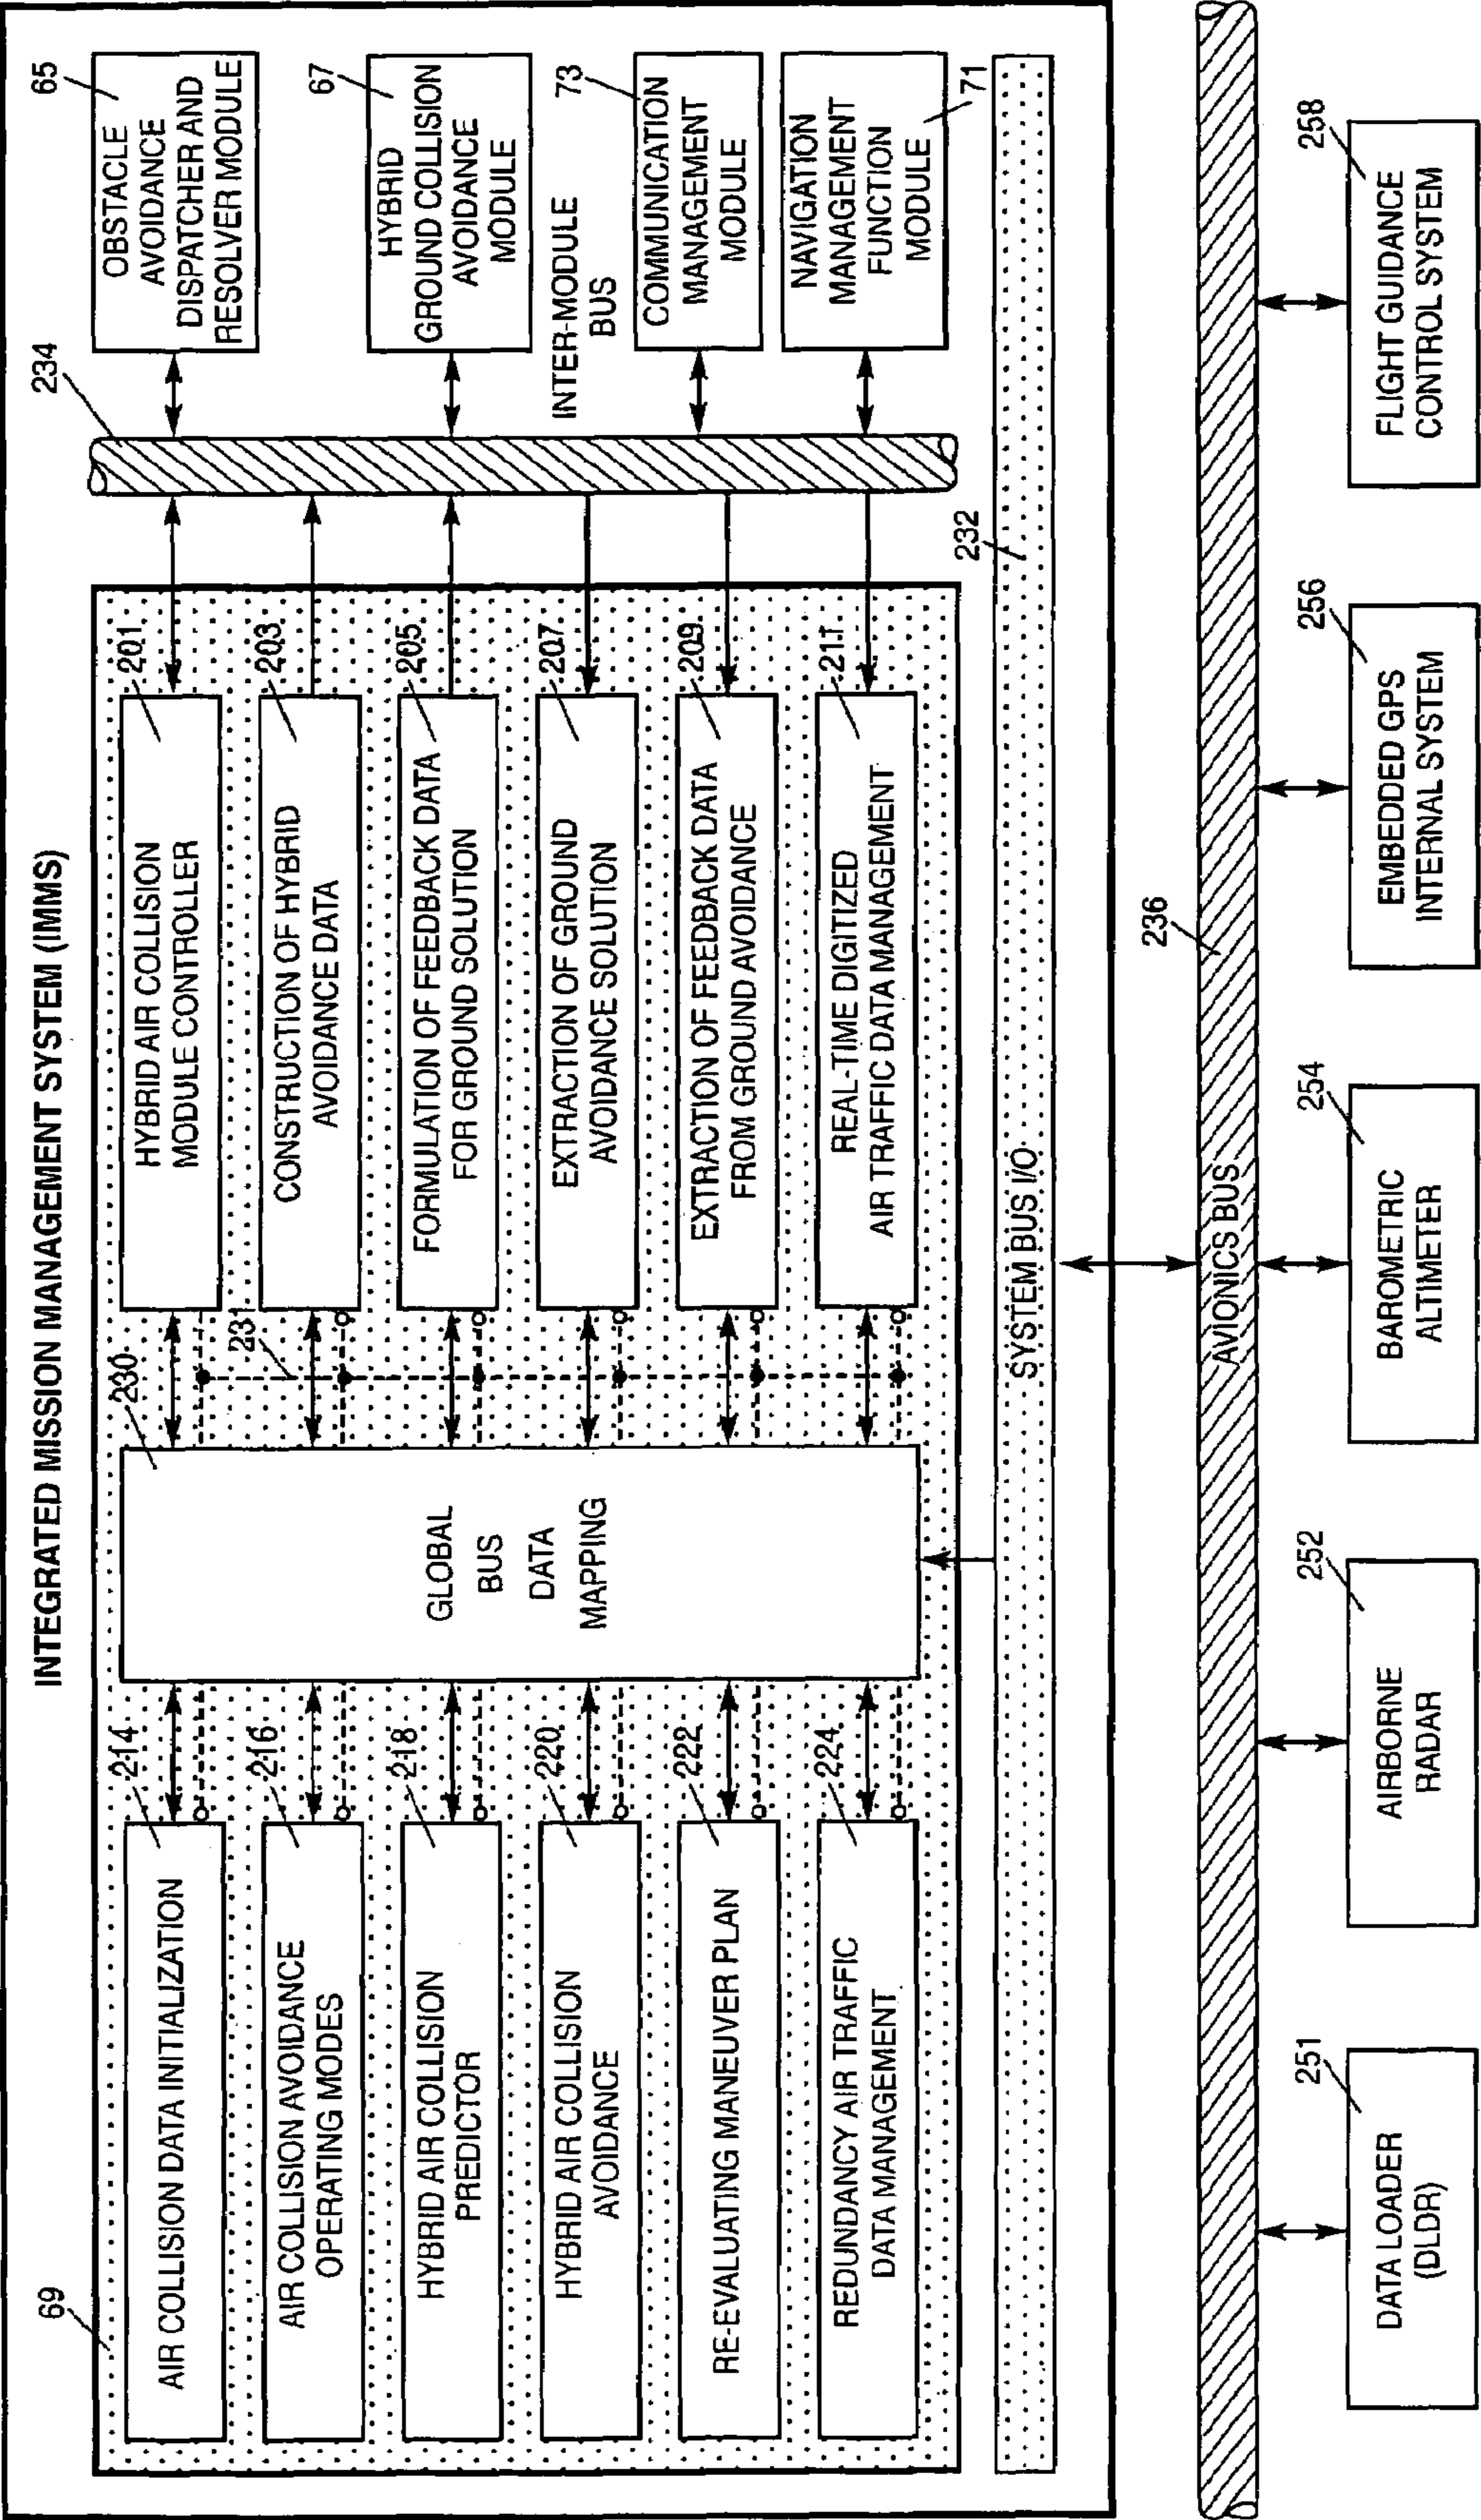 INTEGRATED MISSION MANAGEMENT SYSTEM (IMMS)
69
214
AIR COLLISION DATA INITIALIZATION
216
AIR COLLISION AVOIDANCE
OPERATING MODES
218
HYBRID AIR COLLISION
PREDICTOR
220
HYBRID AIR COLLISION
AVOIDANCE
222
RE-EVALUATING MANEUVER PLAN
224
REDUNDANCY AIR TRAFFIC
DATA MANAGEMENT
230
GLOBAL
BUS
DATA
MAPPING
231
201
HYBRID AIR COLLISION
MODULE CONTROLLER
203
CONSTRUCTION OF HYBRID
AVOIDANCE DATA
205
FORMULATION OF FEEDBACK DATA
FOR GROUND SOLUTION
207
EXTRACTION OF GROUND
AVOIDANCE SOLUTION
209
EXTRACTION OF FEEDBACK DATA
FROM GROUND AVOIDANCE
211
REAL-TIME DIGITIZED
AIR TRAFFIC DATA MANAGEMENT
234
INTER-MODULE
BUS
65
OBSTACLE
AVOIDANCE
DISPATCHER AND
RESOLVER MODULE
67
HYBRID
GROUND COLLISION
AVOIDANCE
MODULE
73
COMMUNICATION
MANAGEMENT
MODULE
NAVIGATION
MANAGEMENT
FUNCTION
MODULE
71
232
SYSTEM BUS I/O
236
AVIONICS BUS
251
DATA LOADER
(DLDR)
252
AIRBORNE
RADAR
254
BAROMETRIC
ALTIMETER
256
EMBEDDED GPS
INTERNAL SYSTEM
258
FLIGHT GUIDANCE
CONTROL SYSTEM